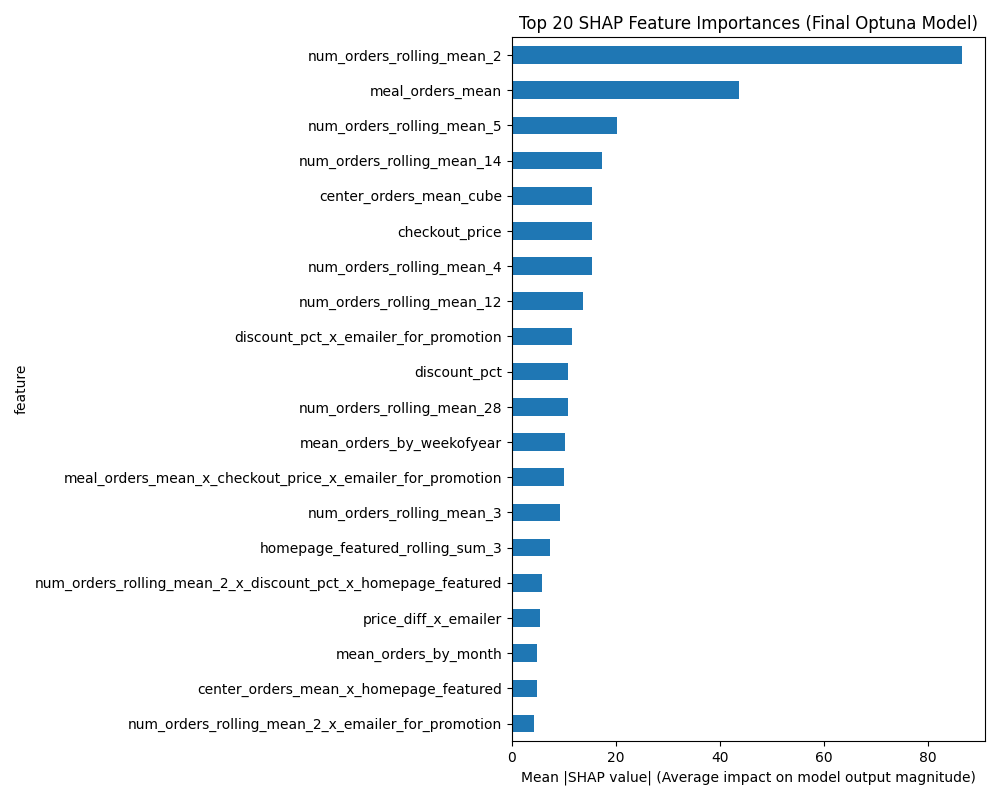 Top 20 SHAP Feature Importances (Final Optuna Model)
feature
num_orders_rolling_mean_2
meal_orders_mean
num_orders_rolling_mean_5
num_orders_rolling_mean_14
center_orders_mean_cube
checkout_price
num_orders_rolling_mean_4
num_orders_rolling_mean_12
discount_pct_x_emailer_for_promotion
discount_pct
num_orders_rolling_mean_28
mean_orders_by_weekofyear
meal_orders_mean_x_checkout_price_x_emailer_for_promotion
num_orders_rolling_mean_3
homepage_featured_rolling_sum_3
num_orders_rolling_mean_2_x_discount_pct_x_homepage_featured
price_diff_x_emailer
mean_orders_by_month
center_orders_mean_x_homepage_featured
num_orders_rolling_mean_2_x_emailer_for_promotion
0 20 40 60 80
Mean |SHAP value| (Average impact on model output magnitude)